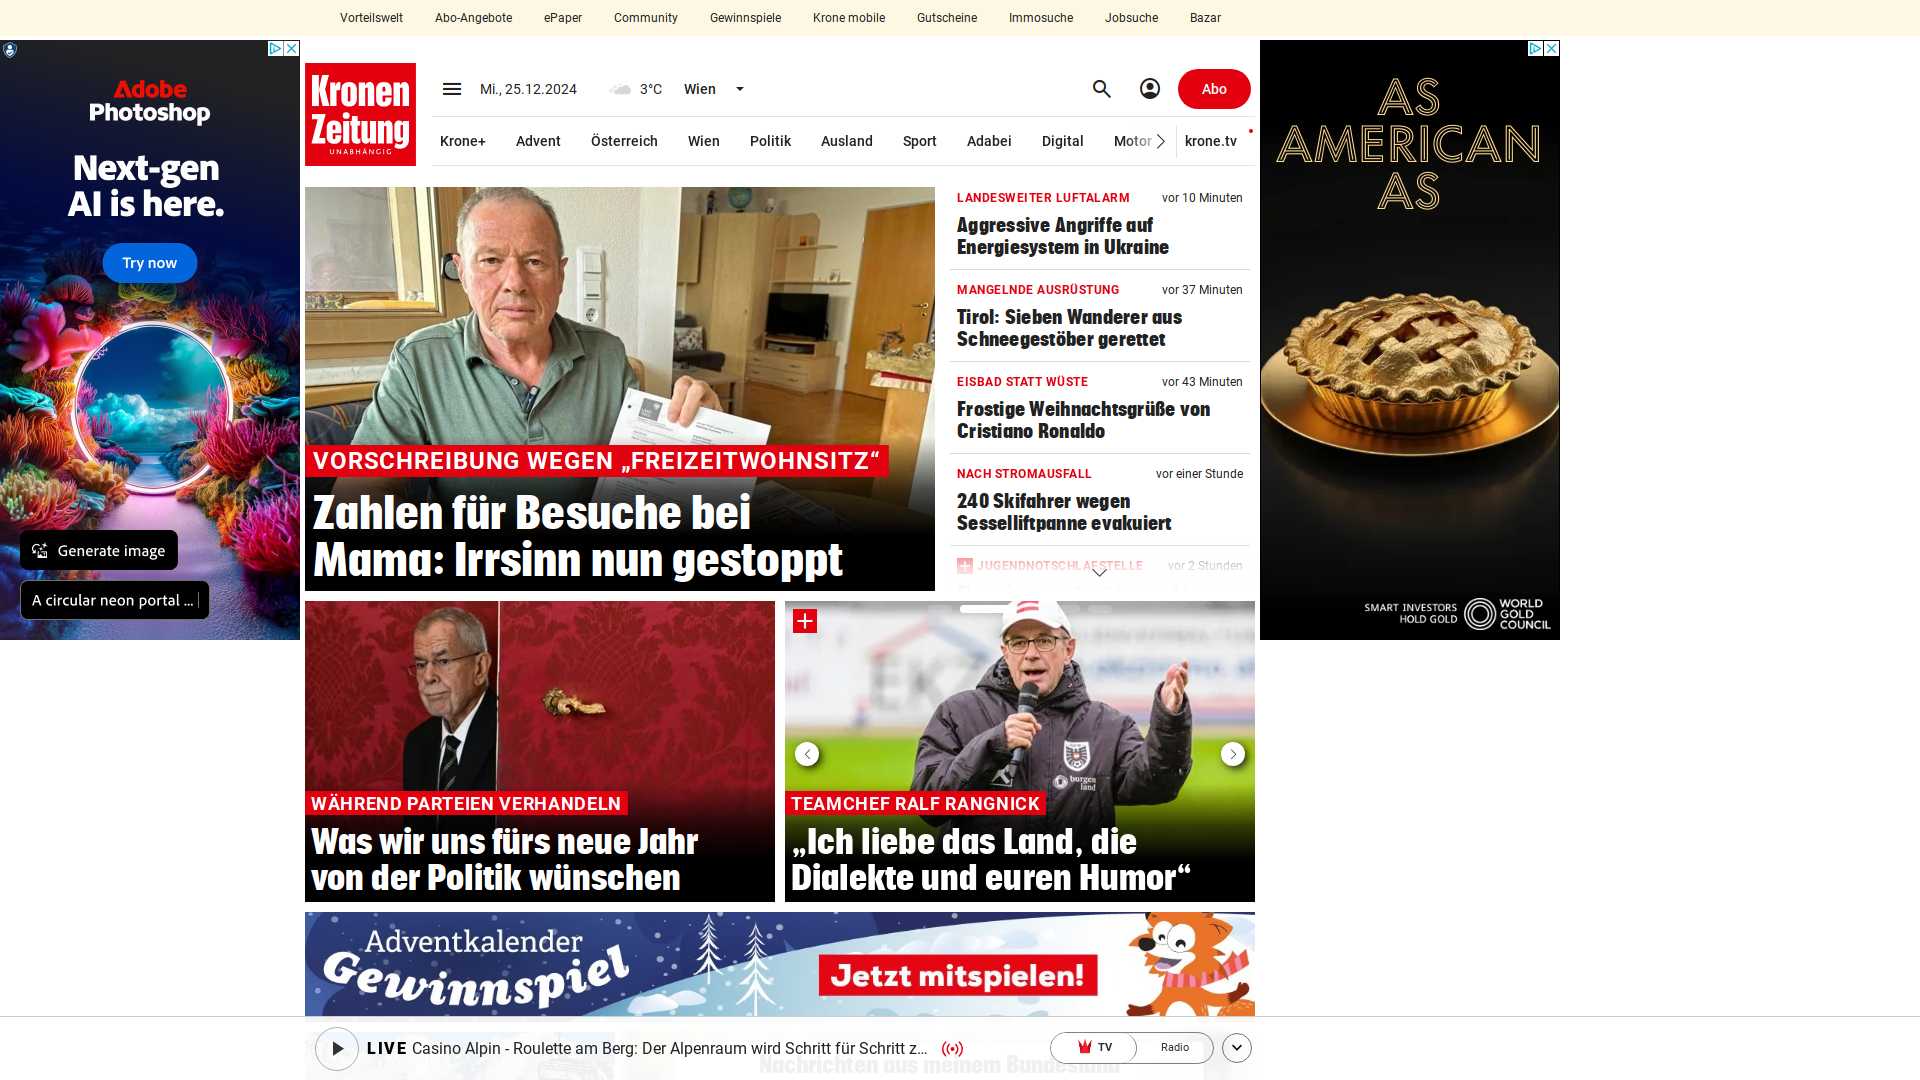 Vorteilswelt Abo-Angebote ePaper Community Gewinnspiele Krone mobile Gutscheine Immosuche Jobsuche Bazar
Adobe
Photoshop
Next-gen
AI is here.
Try now
Generate image
A circular neon portal ...
Kronen
Zeitung
UNABHÄNGIG
Mi., 25.12.2024 3°C Wien
Abo
Krone+ Advent Österreich Wien Politik Ausland Sport Adabei Digital Motor krone.tv
VORSCHREIBUNG WEGEN „FREIZEITWOHNSITZ“
Zahlen für Besuche bei
Mama: Irrsinn nun gestoppt
LANDESWEITER LUFTALARM vor 10 Minuten
Aggressive Angriffe auf
Energiesystem in Ukraine
MANGELNDE AUSRÜSTUNG vor 37 Minuten
Tirol: Sieben Wanderer aus
Schneegestöber gerettet
EISBAD STATT WÜSTE vor 43 Minuten
Frostige Weihnachtsgrüße von
Cristiano Ronaldo
NACH STROMAUSFALL vor einer Stunde
240 Skifahrer wegen
Sesselliftpanne evakuiert
JUGENDNOTSCHLAFSTELLE vor 2 Stunden
AS
AMERICAN
AS
SMART INVESTORS
HOLD GOLD
WORLD
GOLD
COUNCIL
WÄHREND PARTEIEN VERHANDELN
Was wir uns fürs neue Jahr
von der Politik wünschen
EKZ
burgen
land
TEAMCHEF RALF RANGNICK
„Ich liebe das Land, die
Dialekte und euren Humor“
Adventkalender
Gewinnspiel
Jetzt mitspielen!
LIVE Casino Alpin - Roulette am Berg: Der Alpenraum wird Schritt für Schritt z...
TV Radio
Nachrichten aus meinem Bundesland